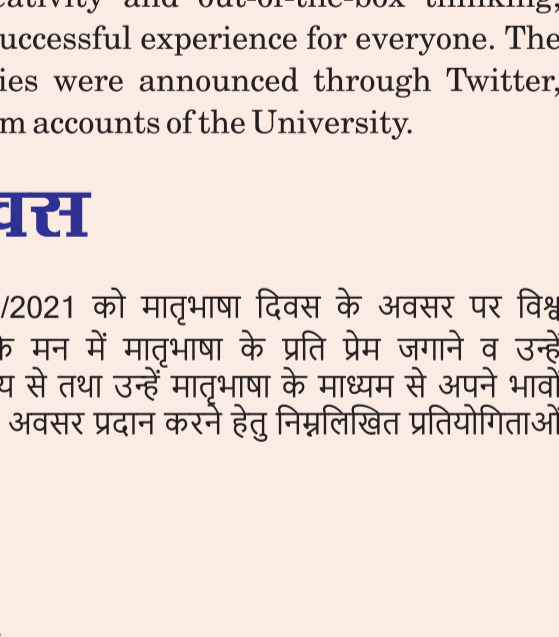 eativity and out-of-the-box thinking,
uccessful experience for everyone. The
ies were announced through Twitter,
m accounts of the University.
वस
/2021 को मातृभाषा दिवस के अवसर पर विश्व
के मन में मातृभाषा के प्रति प्रेम जगाने व उन्हें
य से तथा उन्हें मातृभाषा के माध्यम से अपने भावों
अवसर प्रदान करने हेतु निम्नलिखित प्रतियोगिताओं